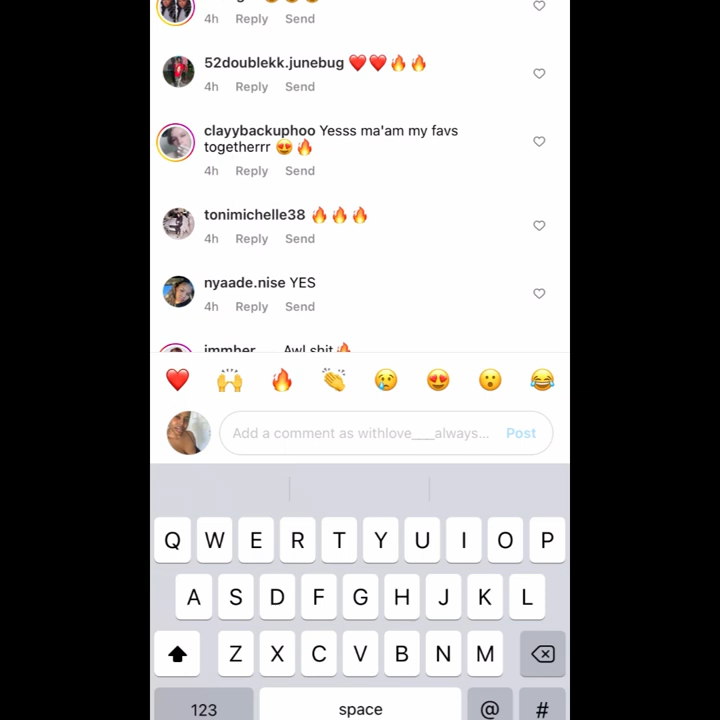 4h Reply Send
52doublekk.junebug ❤️❤️🔥🔥
4h Reply Send
clayybackuphoo Yesss ma'am my favs
togetherrr 😍🔥
4h Reply Send
tonimichelle38 🔥🔥🔥
4h Reply Send
nyaade.nise YES
4h Reply Send
Awl shit🔥
Add a comment as withlove___always... Post
Q W E R T Y U I O P
A S D F G H J K L
Z X C V B N M
123 space @ #